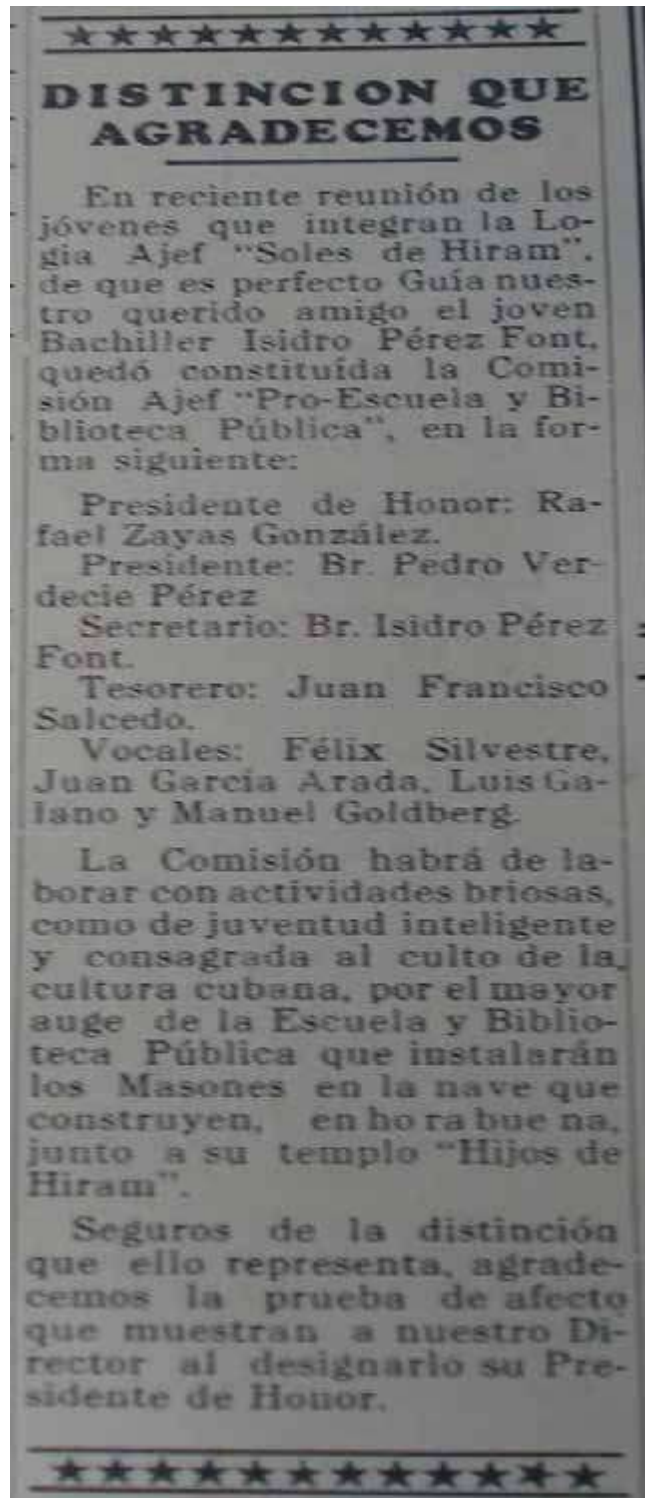 DISTINCION QUE
AGRADECEMOS
En reciente reunión de los
jóvenes que integran la Lo-
gia Ajef "Soles de Hiram",
de que es perfecto Guía nues-
tro querido amigo el joven
Bachiller Isidro Pérez Font,
quedó constituída la Comi-
sión Ajef "Pro-Escuela y Bi-
blioteca Pública", en la for-
ma siguiente:
Presidente de Honor: Ra-
fael Zayas González.
Presidente: Br. Pedro Ver-
decie Pérez
Secretario: Br. Isidro Pérez
Font.
Tesorero: Juan Francisco
Salcedo.
Vocales: Félix Silvestre,
Juan García Arada, Luis Ga-
lano y Manuel Goldberg.
La Comisión habrá de la-
borar con actividades briosas,
como de juventud inteligente
y consagrada al culto de la
cultura cubana, por el mayor
auge de la Escuela y Biblio-
teca Pública que instalarán
los Masones en la nave que
construyen, en ho ra bue na,
junto a su templo "Hijos de
Hiram".
Seguros de la distinción
que ello representa, agrade-
cemos la prueba de afecto
que muestran a nuestro Di-
rector al designarlo su Pre-
sidente de Honor.